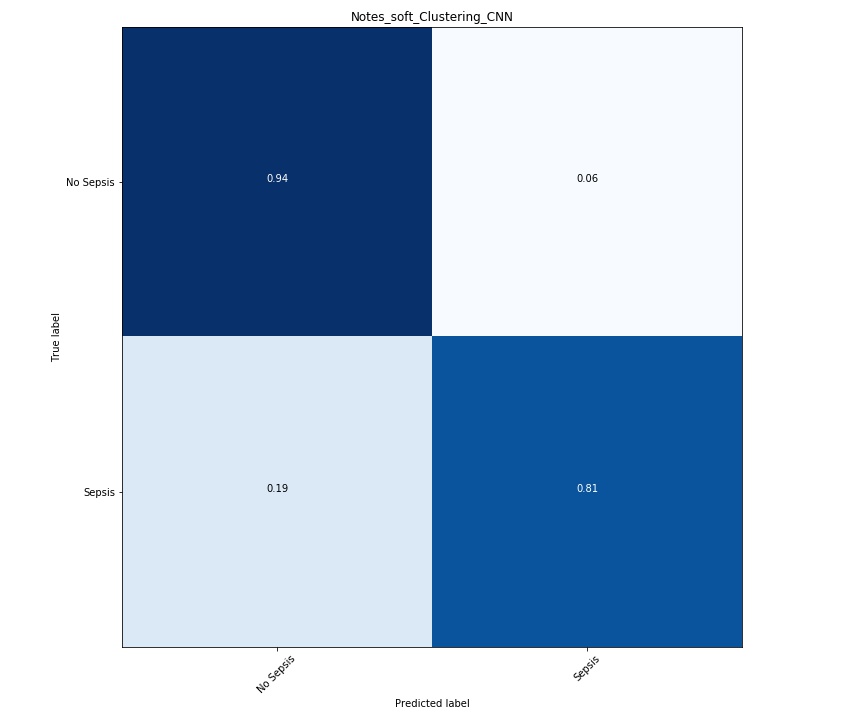 Notes_soft_Clustering_CNN
No Sepsis
0.94
0.06
True label
Sepsis
0.19
0.81
No Sepsis
Sepsis
Predicted label